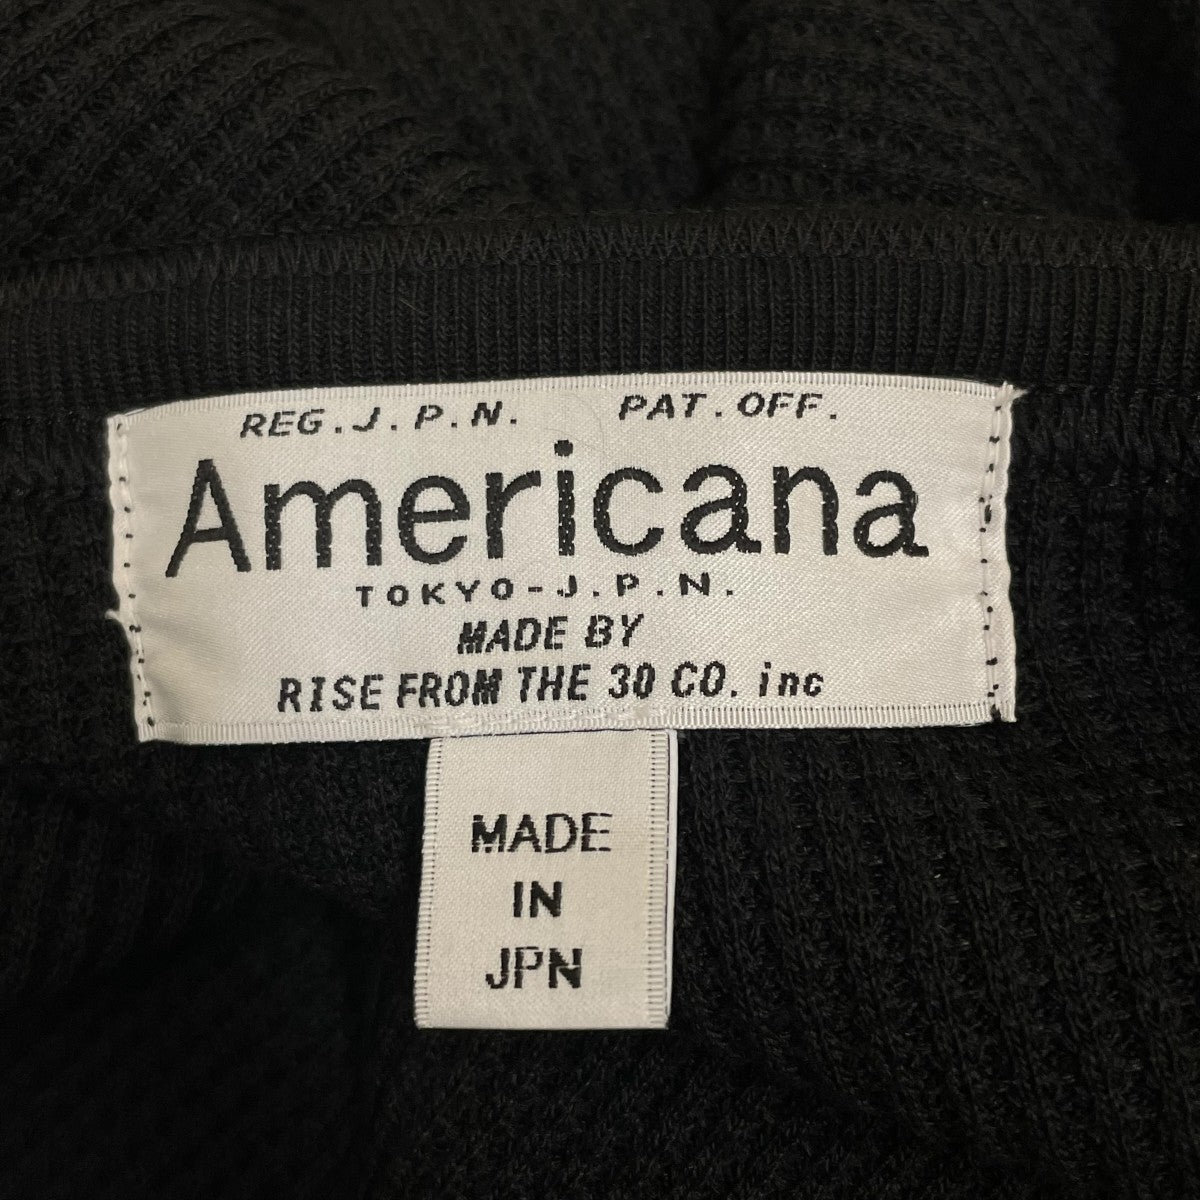 REG.J.P.N. PAT.OFF.
Americana
TOKYO-J.P.N.
MADE BY
RISE FROM THE 30 CO. inc
MADE
IN
JPN